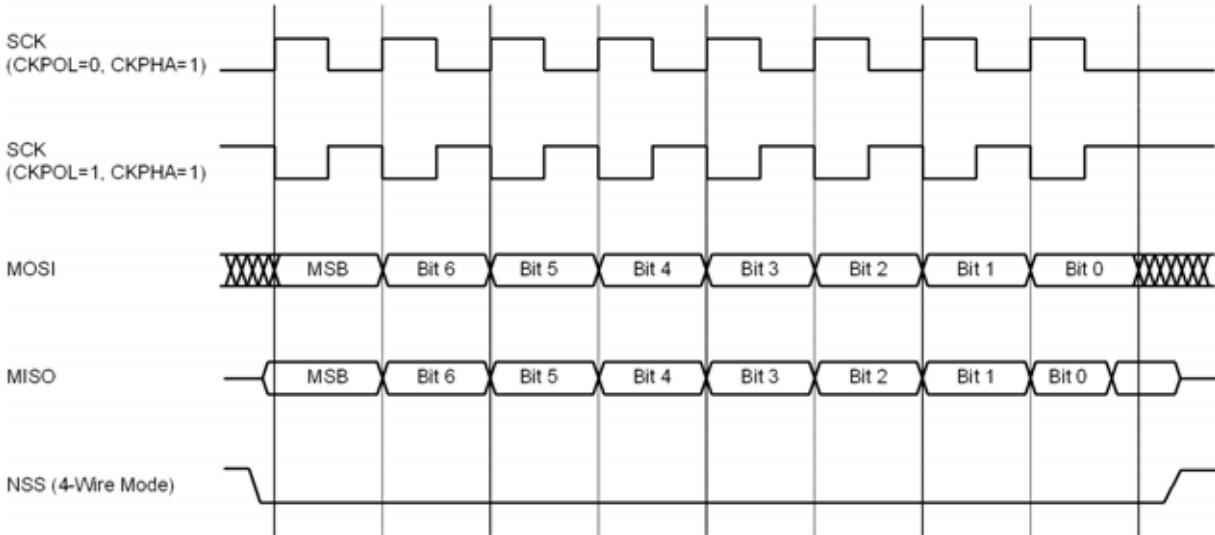 SCK
(CKPOL=0, CKPHA=1)
SCK
(CKPOL=1, CKPHA=1)
MOSI
MSB Bit 6 Bit 5 Bit 4 Bit 3 Bit 2 Bit 1 Bit 0
MISO
MSB Bit 6 Bit 5 Bit 4 Bit 3 Bit 2 Bit 1 Bit 0
NSS (4-Wire Mode)